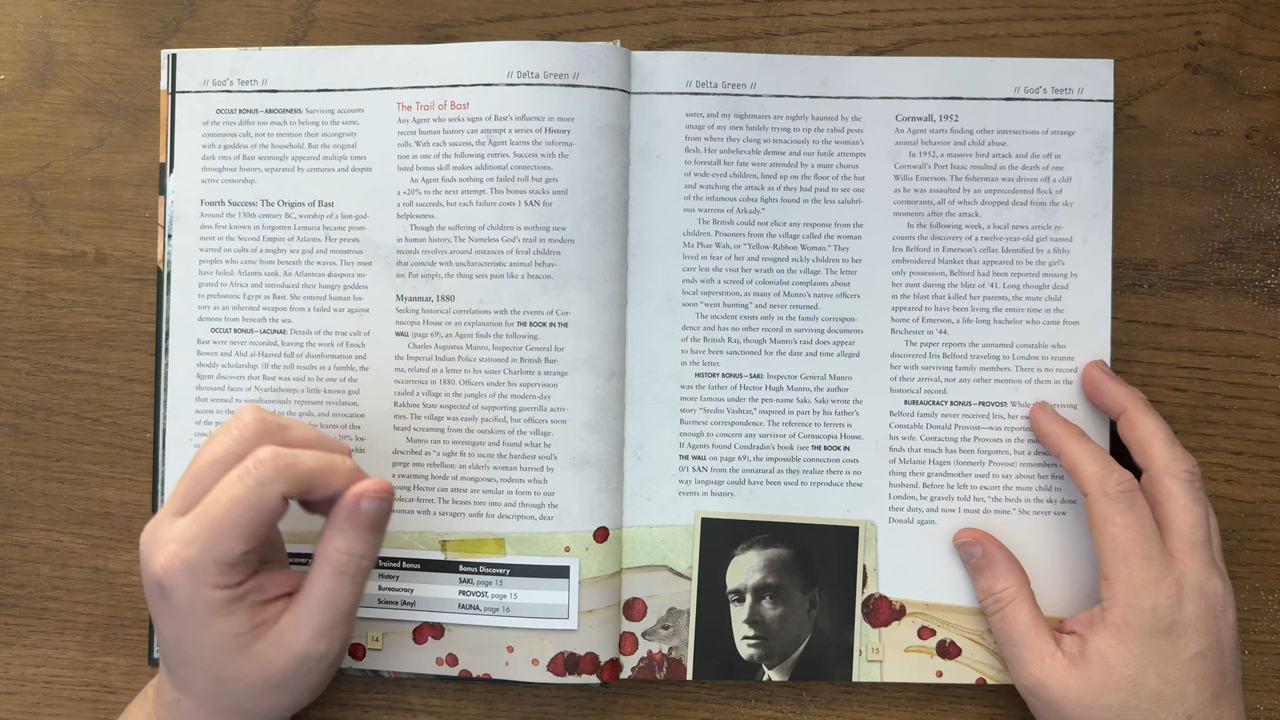 // God's Teeth //
// Delta Green //
OCCULT BONUS—ABIOGENESIS: Surviving accounts
of the rites differ too much to belong to the same,
continuous cult, not to mention their incongruity
with a goddess of the household. But the original
dark rites of Bast seemingly appeared multiple times
throughout history, separated by centuries and despite
active censorship.
Fourth Success: The Origins of Bast
Around the 130th century BC, worship of a lion-god-
dess first known in forgotten Lemuria became prom-
inent in the Second Empire of Atlantis. Her priests
warred on cults of a mighty sea god and monstrous
peoples who came from beneath the waves. They must
have failed: Atlantis sank. An Atlantean diaspora mi-
grated to Africa and introduced their hungry goddess
to prehistoric Egypt as Bast. She entered human his-
tory as an inherited weapon from a failed war against
demons from beneath the sea.
OCCULT BONUS—LACUNAE: Details of the true cult of
Bast were never recorded, leaving the work of Enoch
Bowen and Abd al-Hazred full of disinformation and
shoddy scholarship. (If the roll results in a fumble, the
Agent discovers that Bast was said to be one of the
thousand faces of Nyarlathotep, a little-known god
that seemed to simultaneously represent revelation,
access to the to the gods, and invocation
of the learns of this
20% los-
what
The Trail of Bast
Any Agent who seeks signs of Bast's influence in more
recent human history can attempt a series of History
rolls. With each success, the Agent learns the informa-
tion in one of the following entries. Success with the
listed bonus skill makes additional connections.
An Agent finds nothing on failed roll but gets
a +20% to the next attempt. This bonus stacks until
a roll succeeds, but each failure costs 1 SAN for
helplessness.
Though the suffering of children is nothing new
in human history, The Nameless God's trail in modern
records revolves around instances of feral children
that coincide with uncharacteristic animal behav-
ior. Put simply, the thing sees pain like a beacon.
Myanmar, 1880
Seeking historical correlations with the events of Cor-
nucopia House or an explanation for THE BOOK IN THE
WALL (page 69), an Agent finds the following.
Charles Augustus Munro, Inspector General for
the Imperial Indian Police stationed in British Bur-
ma, related in a letter to his sister Charlotte a strange
occurrence in 1880. Officers under his supervision
raided a village in the jungles of the modern-day
Rakhine State suspected of supporting guerrilla activ-
ities. The village was easily pacified, but officers soon
heard screaming from the outskirts of the village.
Munro ran to investigate and found what he
described as "a sight fit to incite the hardiest soul's
gorge into rebellion: an elderly woman harried by
a swarming horde of mongooses, rodents which
young Hector can attest are similar in form to our
polecat-ferret. The beasts tore into and through the
woman with a savagery unfit for description, dear
Trained Bonus Bonus Discovery
History SAKI, page 15
Bureaucracy PROVOST, page 15
Science (Any) FAUNA, page 16
14
// Delta Green //
// God's Teeth //
sister, and my nightmares are nightly haunted by the
image of my men futilely trying to rip the rabid pests
from where they clung so tenaciously to the woman's
flesh. Her unbelievable demise and our futile attempts
to forestall her fate were attended by a mute chorus
of wide-eyed children, lined up on the floor of the hut
and watching the attack as if they had paid to see one
of the infamous cobra fights found in the less salubri-
ous warrens of Arkady."
The British could not elicit any response from the
children. Prisoners from the village called the woman
Ma Phae Wah, or "Yellow-Ribbon Woman." They
lived in fear of her and resigned sickly children to her
care lest she visit her wrath on the village. The letter
ends with a screed of colonialist complaints about
local superstition, as many of Munro's native officers
soon "went hunting" and never returned.
The incident exists only in the family correspon-
dence and has no other record in surviving documents
of the British Raj, though Munro's raid does appear
to have been sanctioned for the date and time alleged
in the letter.
HISTORY BONUS—SAKI: Inspector General Munro
was the father of Hector Hugh Munro, the author
more famous under the pen-name Saki. Saki wrote the
story "Sredni Vashtar," inspired in part by his father's
Burmese correspondence. The reference to ferrets is
enough to concern any survivor of Cornucopia House.
If Agents found Condradin's book (see THE BOOK IN
THE WALL on page 69), the impossible connection costs
0/1 SAN from the unnatural as they realize there is no
way language could have been used to reproduce these
events in history.
Cornwall, 1952
An Agent starts finding other intersections of strange
animal behavior and child abuse.
In 1952, a massive bird attack and die off in
Cornwall's Port Isaac resulted in the death of one
Willis Emerson. The fisherman was driven off a cliff
as he was assaulted by an unprecedented flock of
cormorants, all of which dropped dead from the sky
moments after the attack.
In the following week, a local news article re-
counts the discovery of a twelve-year-old girl named
Iris Belford in Emerson's cellar. Identified by a filthy
embroidered blanket that appeared to be the girl's
only possession, Belford had been reported missing by
her aunt during the blitz of '41. Long thought dead
in the blast that killed her parents, the mute child
appeared to have been living the entire time in the
home of Emerson, a life-long bachelor who came from
Brichester in '44.
The paper reports the unnamed constable who
discovered Iris Belford traveling to London to reunite
her with surviving family members. There is no record
of their arrival, nor any other mention of them in the
historical record.
BUREAUCRACY BONUS—PROVOST: While surviving
Belford family never received Iris, her
Constable Donald Provost—was reported
his wife. Contacting the Provosts in the
finds that much has been forgotten, but a
of Melanie Hagen (formerly Provost) remembers
thing their grandmother used to say about her first
husband. Before he left to escort the mute child to
London, he gravely told her, "the birds in the sky done
their duty, and now I must do mine." She never saw
Donald again.
15